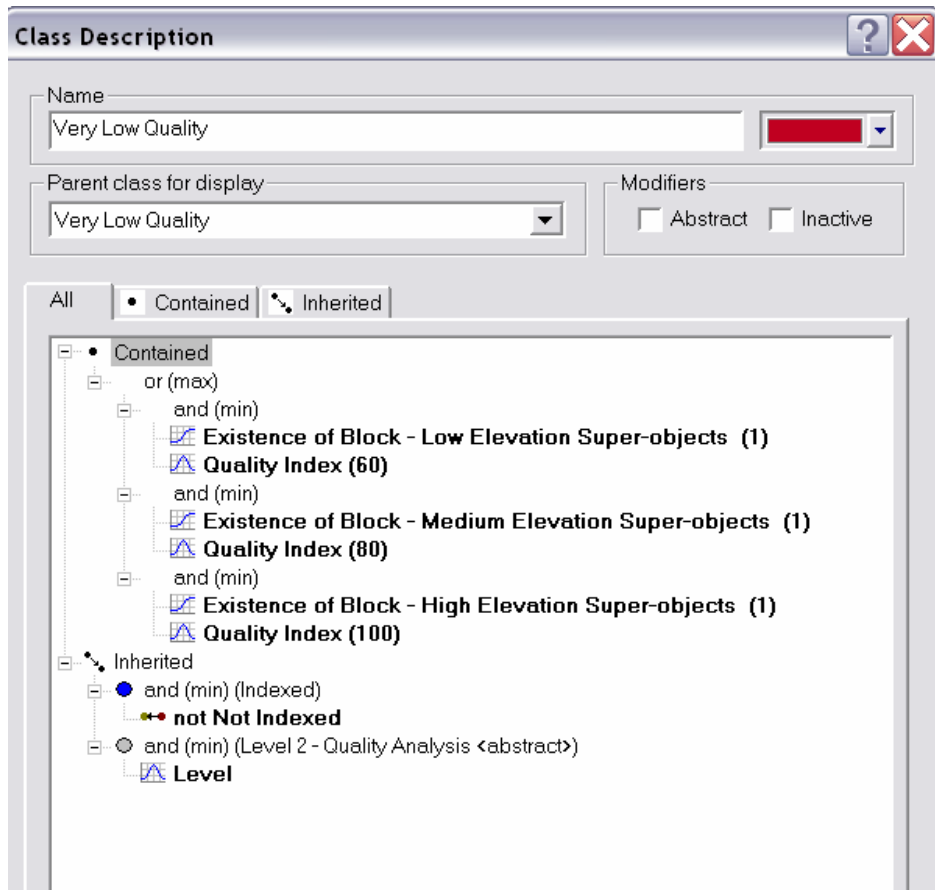 Class Description
Name
Very Low Quality
Parent class for display
Modifiers
Very Low Quality
Abstract
Inactive
All
Contained
Inherited
Contained
or (max)
and (min)
Existence of Block - Low Elevation Super-objects (1)
Quality Index (60)
and (min)
Existence of Block - Medium Elevation Super-objects (1)
Quality Index (80)
and (min)
Existence of Block - High Elevation Super-objects (1)
Quality Index (100)
Inherited
and (min) (Indexed)
not Not Indexed
and (min) (Level 2 - Quality Analysis <abstract>)
Level